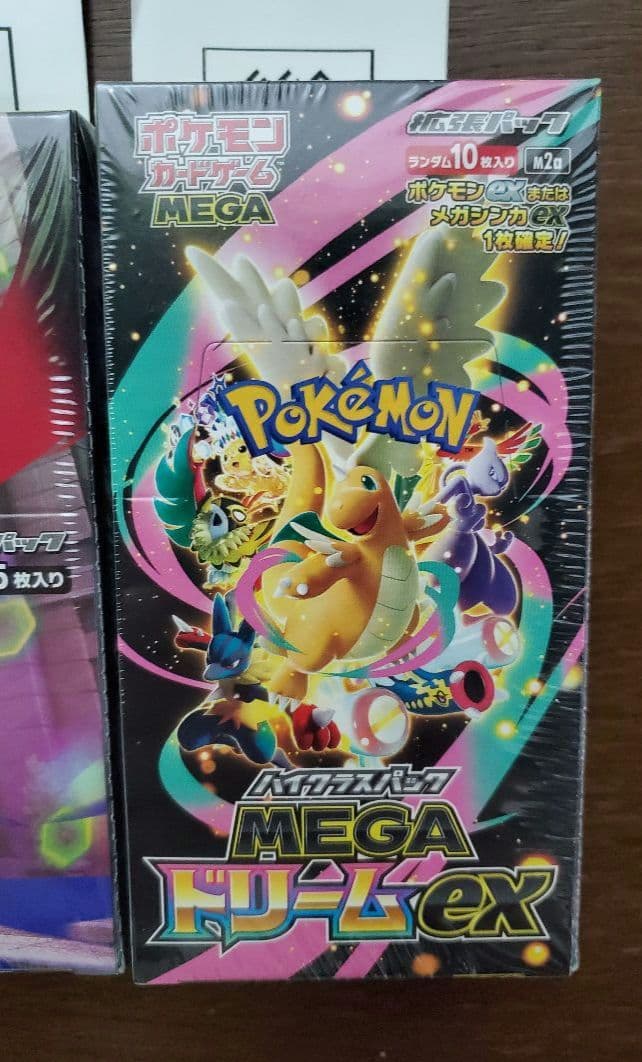 ポケモン
カードゲーム
MEGA
拡張パック
ランダム10枚入り
M2a
ポケモンexまたは
メガシンカex
1枚確定!
POKÉMON
TM
ハイクラスパック
MEGA
ドリームex
パック
5枚入り